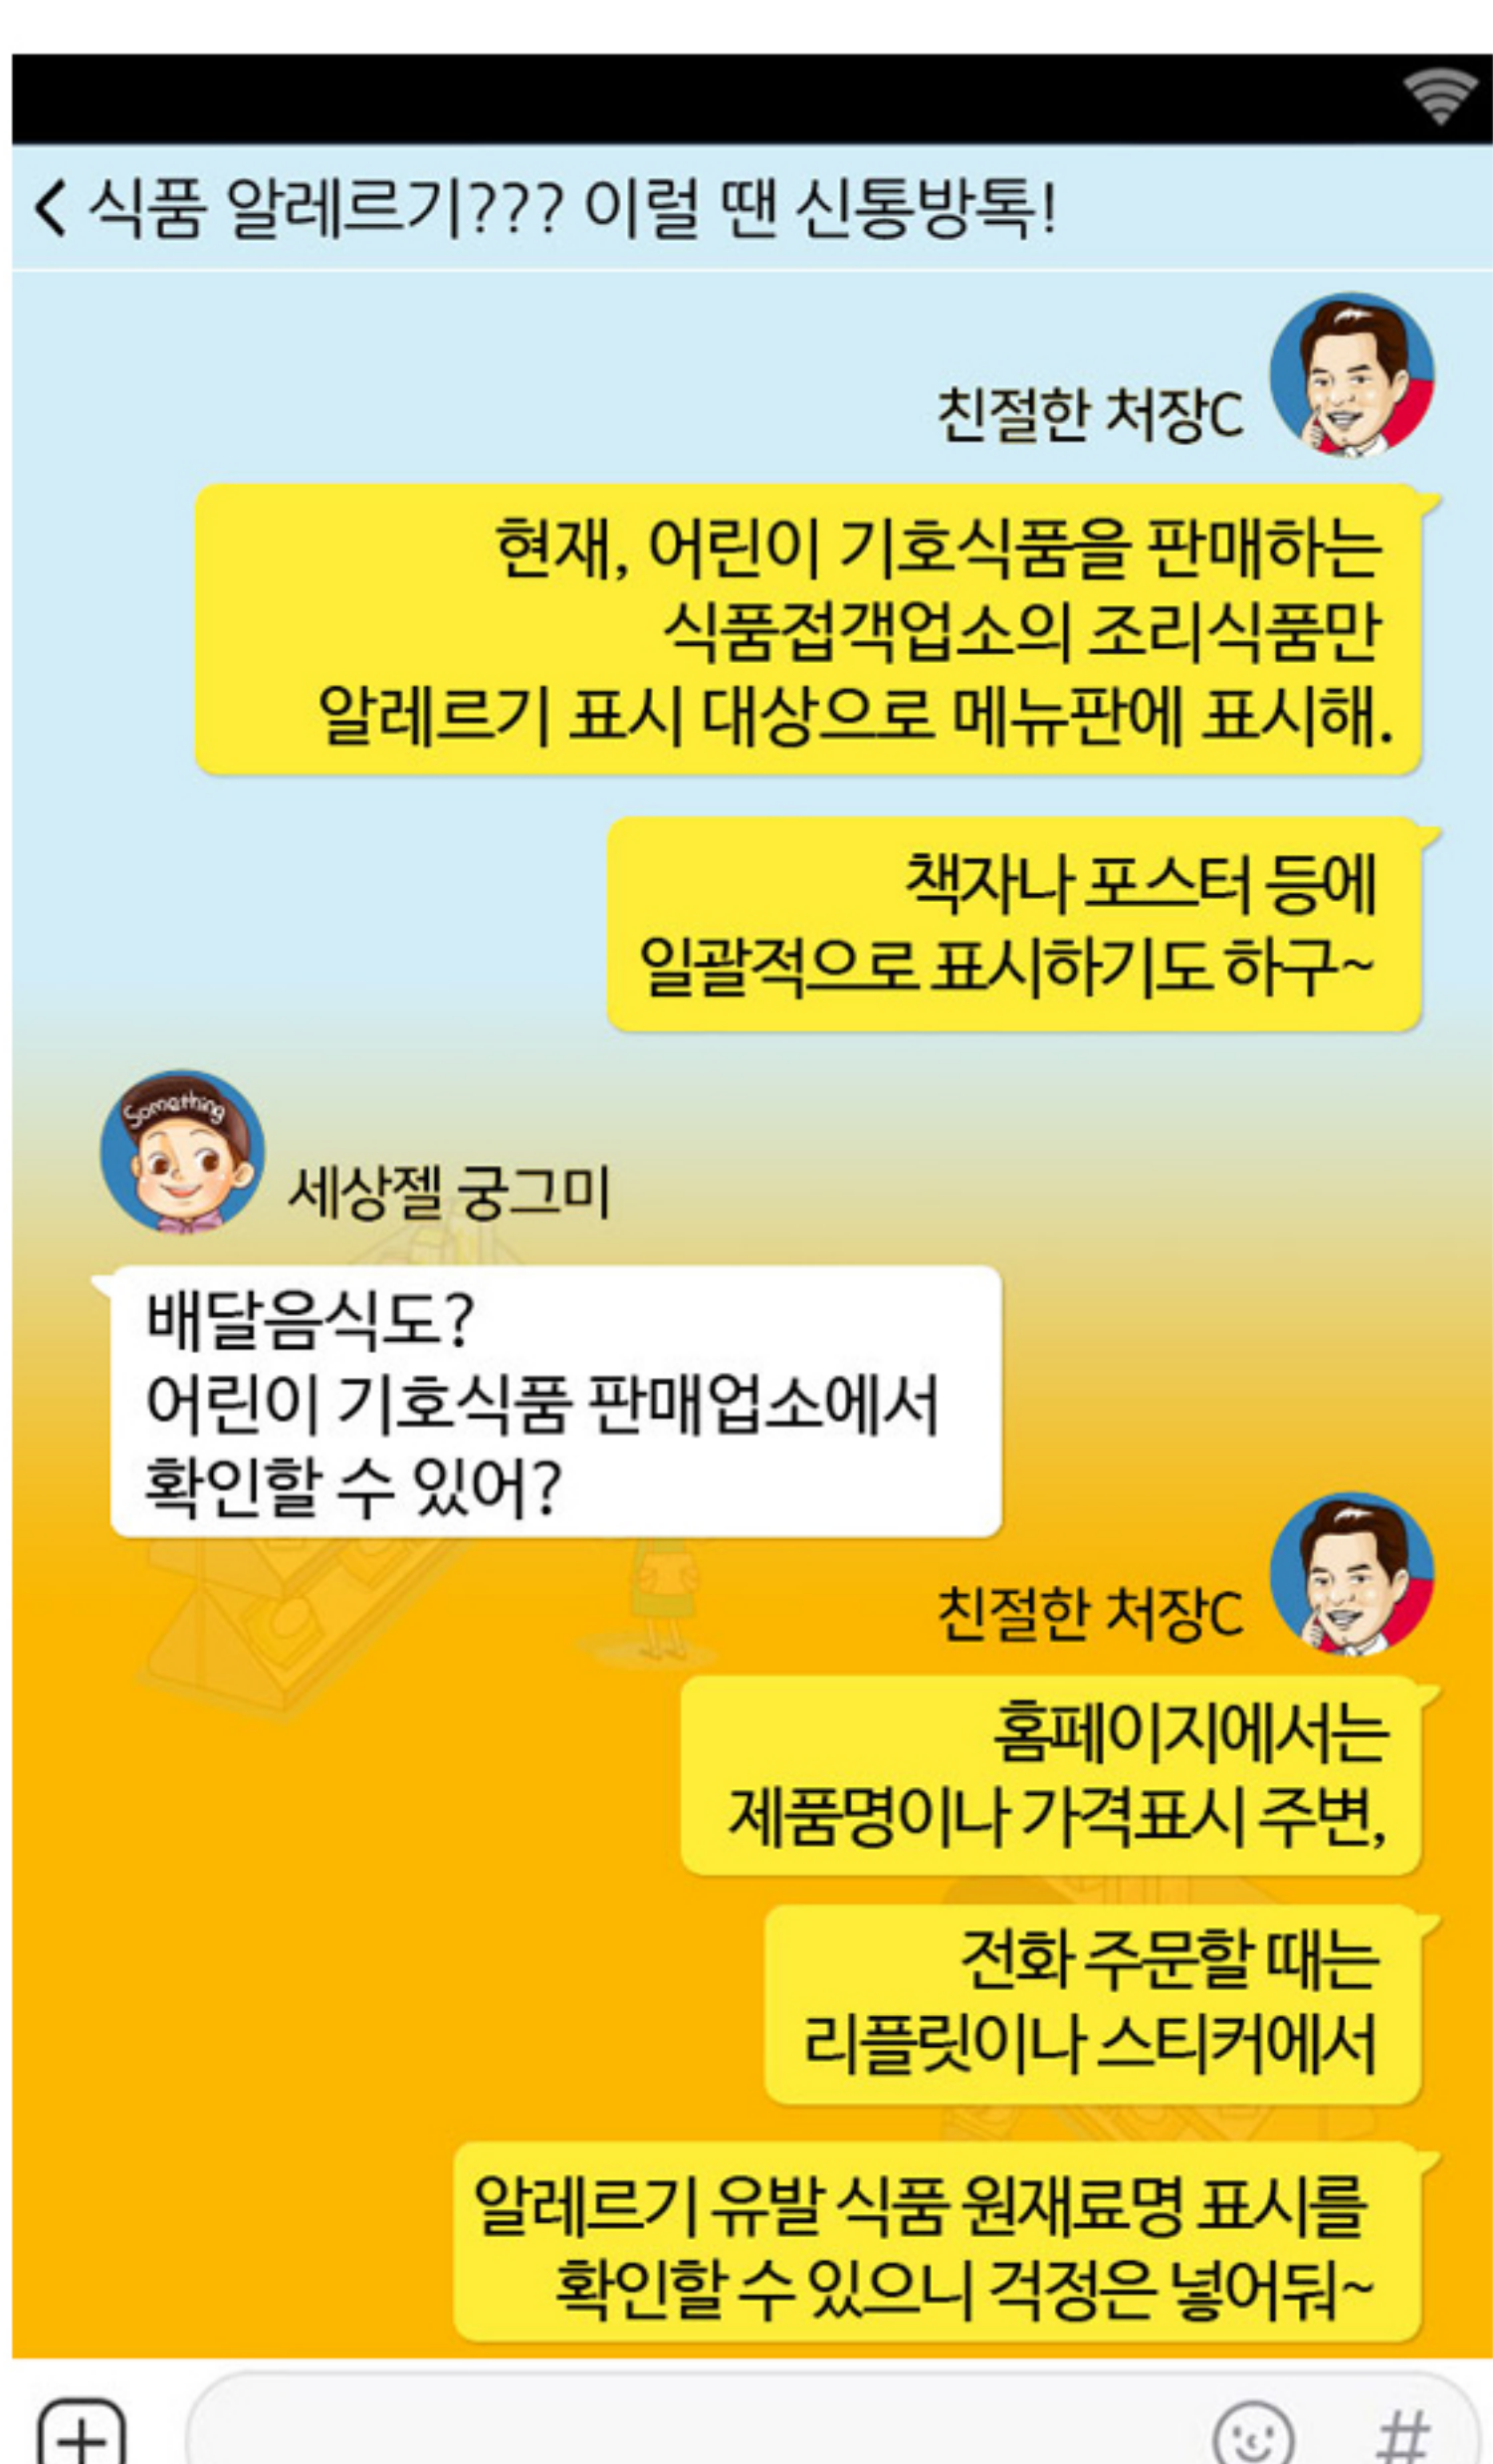 식품 알레르기??? 이럴 땐 신통방톡!
친절한 처장C
현재, 어린이 기호식품을 판매하는
식품접객업소의 조리식품만
알레르기 표시 대상으로 메뉴판에 표시해.
책자나 포스터 등에
일괄적으로 표시하기도 하구~
Something
세상젤 궁그미
배달음식도?
어린이 기호식품 판매업소에서
확인할 수 있어?
친절한 처장C
홈페이지에서는
제품명이나 가격표시 주변,
전화 주문할 때는
리플릿이나 스티커에서
알레르기 유발 식품 원재료명 표시를
확인할 수 있으니 걱정은 넣어둬~
#